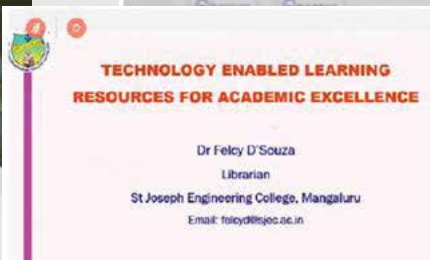 TECHNOLOGY ENABLED LEARNING
RESOURCES FOR ACADEMIC EXCELLENCE
Dr Felcy D'Souza
Librarian
St Joseph Engineering College, Mangaluru
Email: felcyd@sjec.ac.in